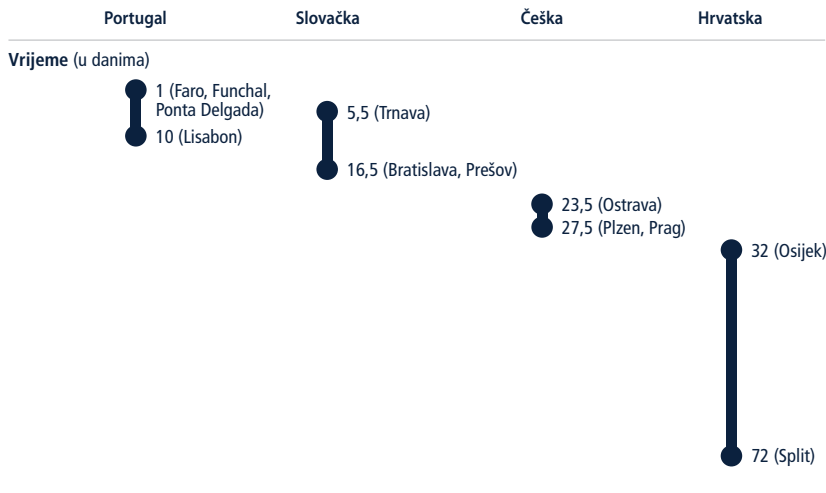 Portugal Slovačka Češka Hrvatska
Vrijeme (u danima)
1 (Faro, Funchal,
Ponta Delgada)
10 (Lisabon)
5,5 (Trnava)
16,5 (Bratislava, Prešov)
23,5 (Ostrava)
27,5 (Plzen, Prag)
32 (Osijek)
72 (Split)